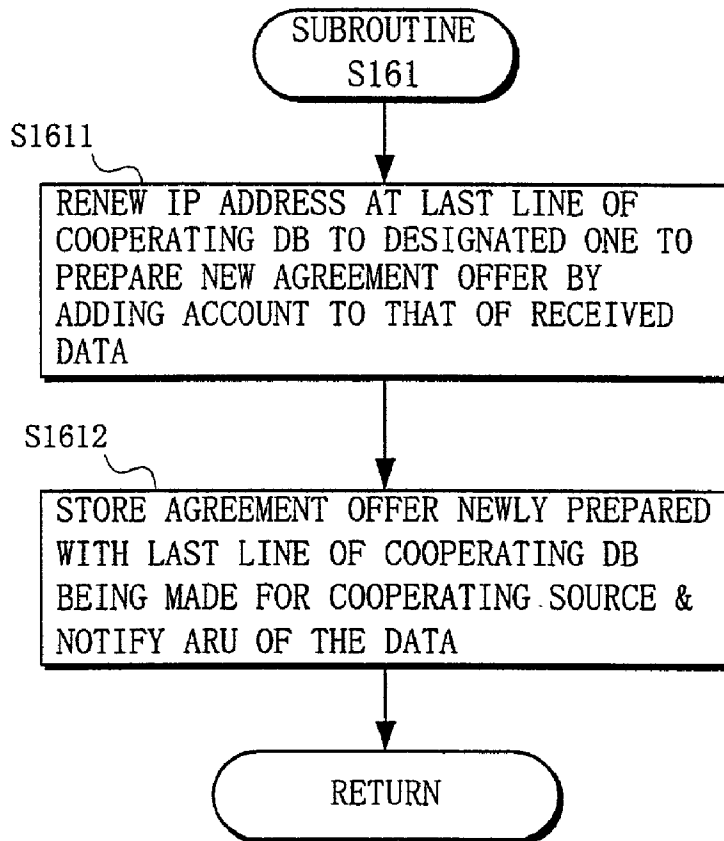 SUBROUTINE
S161
S1611
RENEW IP ADDRESS AT LAST LINE OF
COOPERATING DB TO DESIGNATED ONE TO
PREPARE NEW AGREEMENT OFFER BY
ADDING ACCOUNT TO THAT OF RECEIVED
DATA
S1612
STORE AGREEMENT OFFER NEWLY PREPARED
WITH LAST LINE OF COOPERATING DB
BEING MADE FOR COOPERATING SOURCE &
NOTIFY ARU OF THE DATA
RETURN